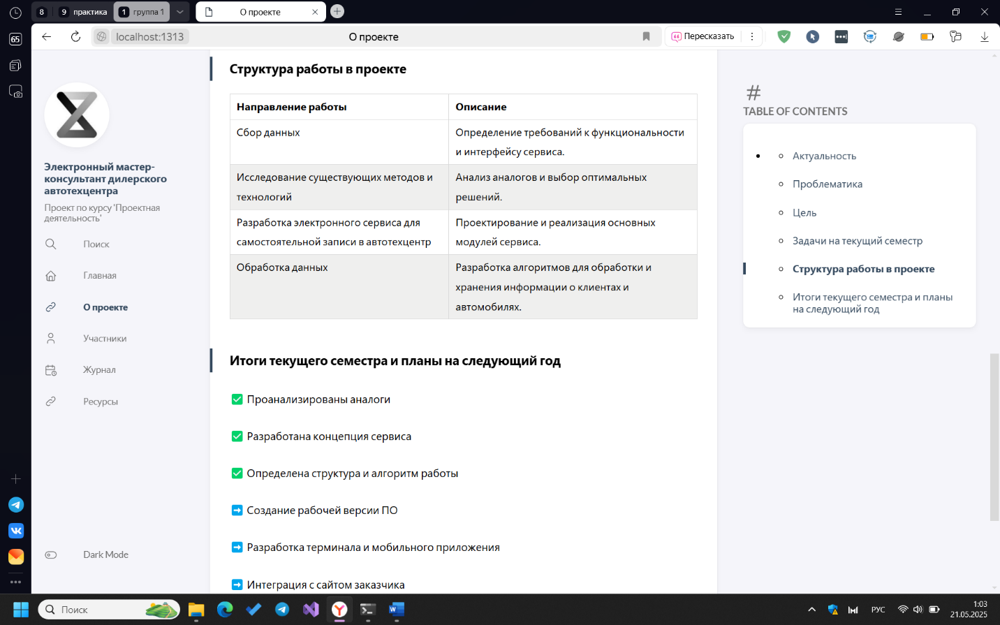 8
9 практика
1 группа 1
О проекте
65
localhost:1313
О проекте
Пересказать
Электронный мастер-
консультант дилерского
автотехцентра
Проект по курсу 'Проектная
деятельность'
Поиск
Главная
О проекте
Участники
Журнал
Ресурсы
Dark Mode
Структура работы в проекте
Направление работы
Описание
Сбор данных
Определение требований к функциональности
и интерфейсу сервиса.
Исследование существующих методов и
технологий
Анализ аналогов и выбор оптимальных
решений.
Разработка электронного сервиса для
самостоятельной записи в автотехцентр
Проектирование и реализация основных
модулей сервиса.
Обработка данных
Разработка алгоритмов для обработки и
хранения информации о клиентах и
автомобилях.
Итоги текущего семестра и планы на следующий год
✅ Проанализированы аналоги
✅ Разработана концепция сервиса
✅ Определена структура и алгоритм работы
➡️ Создание рабочей версии ПО
➡️ Разработка терминала и мобильного приложения
➡️ Интеграция с сайтом заказчика
#
TABLE OF CONTENTS
Актуальность
Проблематика
Цель
Задачи на текущий семестр
Структура работы в проекте
Итоги текущего семестра и планы
на следующий год
Поиск
РУС
1:03
21.05.2025